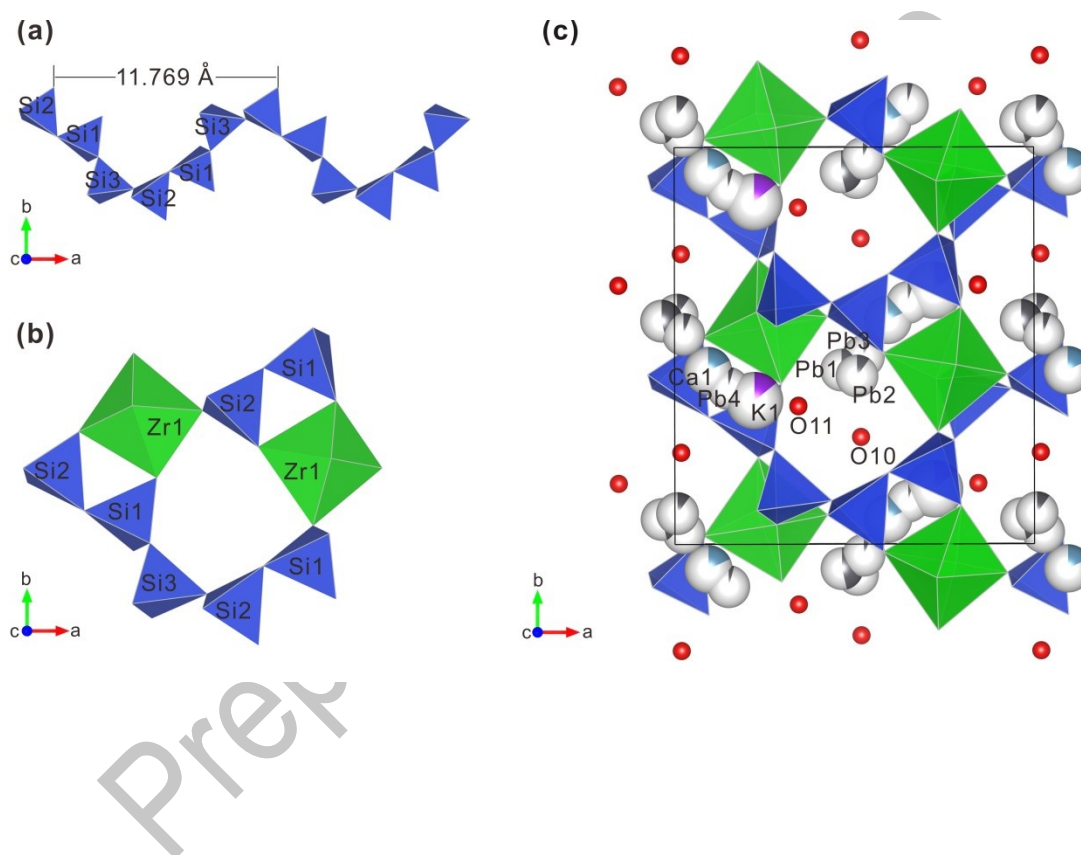 (a)
11.769 Å
Si2
Si1
Si3
Si3
Si2
Si1
b
c
a
(b)
Si1
Si2
Zr1
Zr1
Si2
Si1
Si3
Si2
Si1
b
c
a
(c)
Pb3
Pb1
Ca1
Pb4
K1
Pb2
O11
O10
b
c
a
Prep